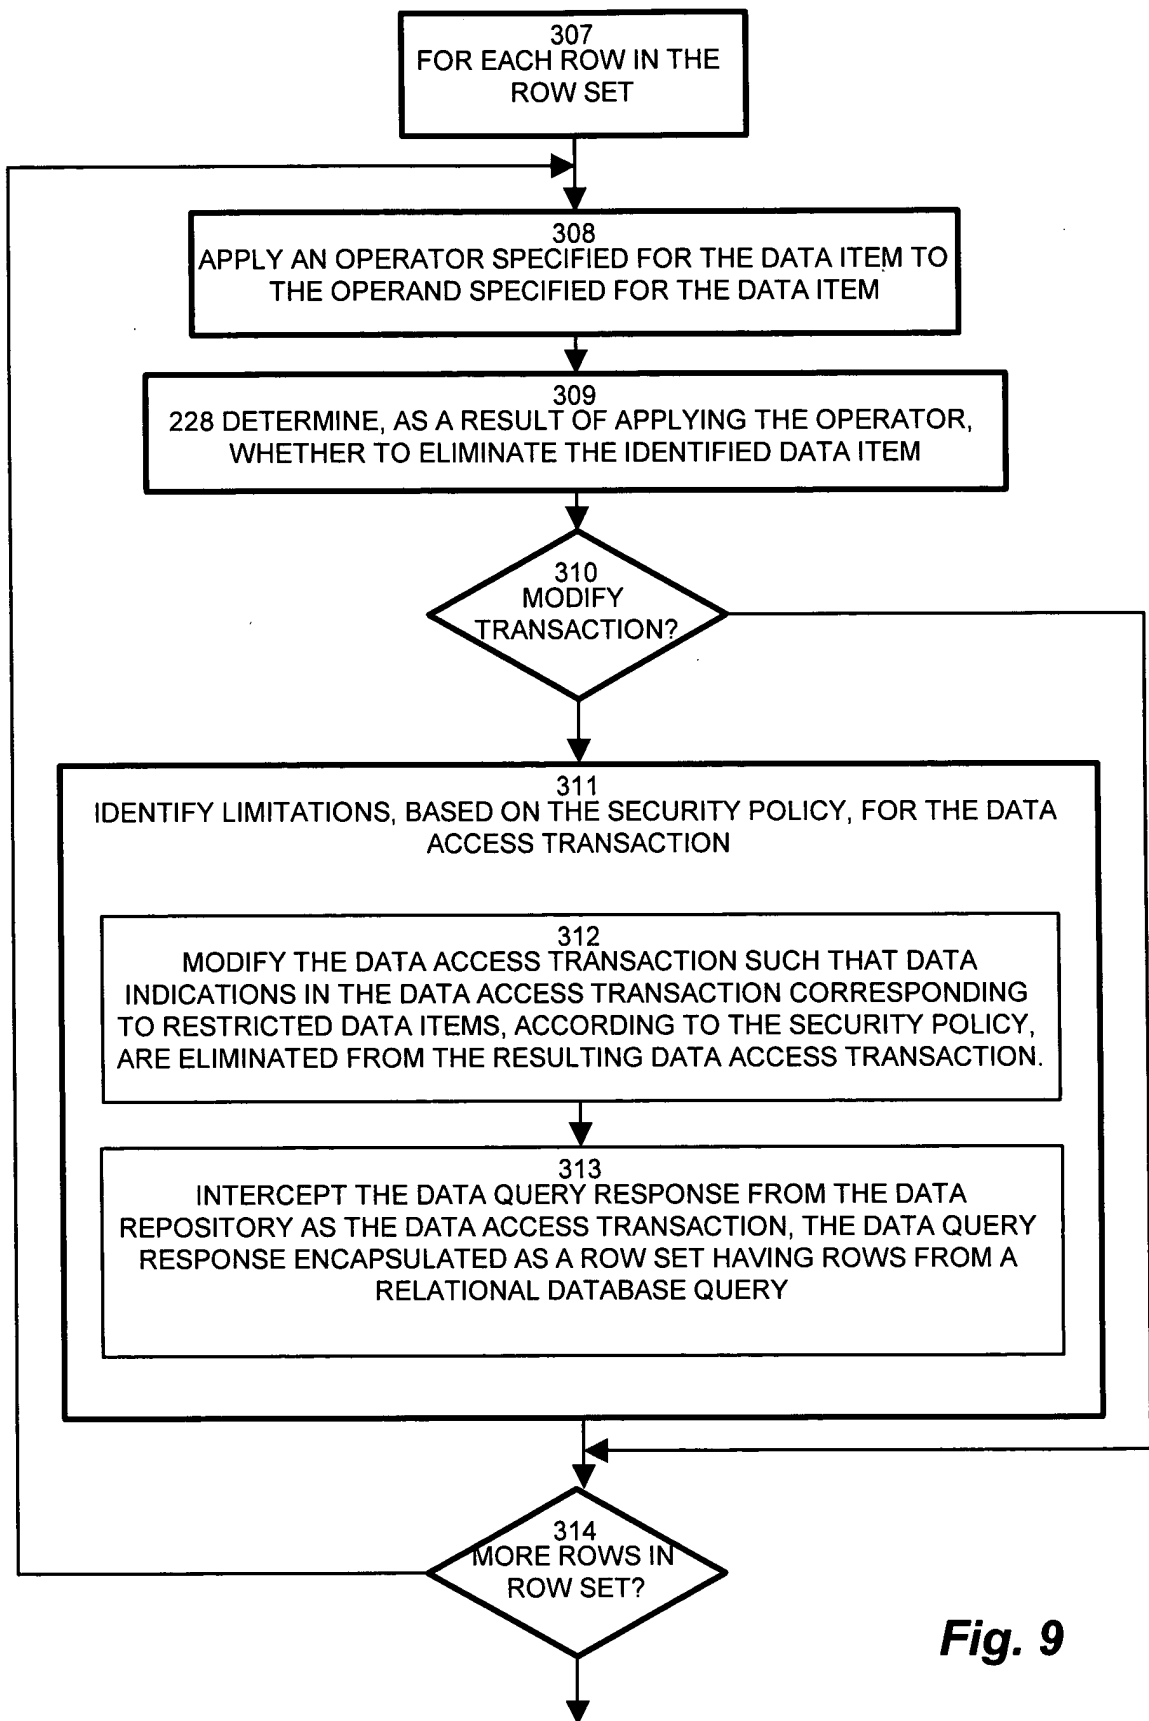 307
FOR EACH ROW IN THE
ROW SET
308
APPLY AN OPERATOR SPECIFIED FOR THE DATA ITEM TO
THE OPERAND SPECIFIED FOR THE DATA ITEM
309
228 DETERMINE, AS A RESULT OF APPLYING THE OPERATOR,
WHETHER TO ELIMINATE THE IDENTIFIED DATA ITEM
310
MODIFY
TRANSACTION?
311
IDENTIFY LIMITATIONS, BASED ON THE SECURITY POLICY, FOR THE DATA
ACCESS TRANSACTION
312
MODIFY THE DATA ACCESS TRANSACTION SUCH THAT DATA
INDICATIONS IN THE DATA ACCESS TRANSACTION CORRESPONDING
TO RESTRICTED DATA ITEMS, ACCORDING TO THE SECURITY POLICY,
ARE ELIMINATED FROM THE RESULTING DATA ACCESS TRANSACTION.
313
INTERCEPT THE DATA QUERY RESPONSE FROM THE DATA
REPOSITORY AS THE DATA ACCESS TRANSACTION, THE DATA QUERY
RESPONSE ENCAPSULATED AS A ROW SET HAVING ROWS FROM A
RELATIONAL DATABASE QUERY
314
MORE ROWS IN
ROW SET?
Fig. 9